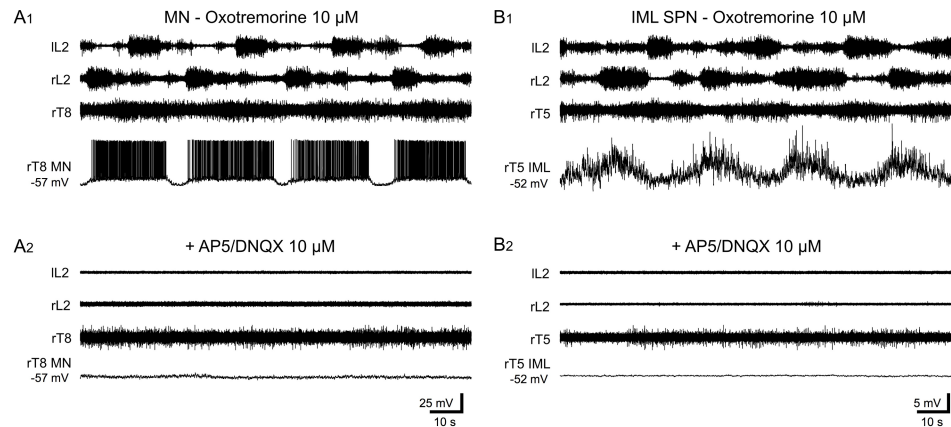 A1
MN - Oxotremorine 10 µM
lL2
rL2
rT8
rT8 MN
-57 mV
B1
IML SPN - Oxotremorine 10 µM
lL2
rL2
rT5
rT5 IML
-52 mV
A2
+ AP5/DNQX 10 µM
lL2
rL2
rT8
rT8 MN
-57 mV
25 mV
10 s
B2
+ AP5/DNQX 10 µM
lL2
rL2
rT5
rT5 IML
-52 mV
5 mV
10 s